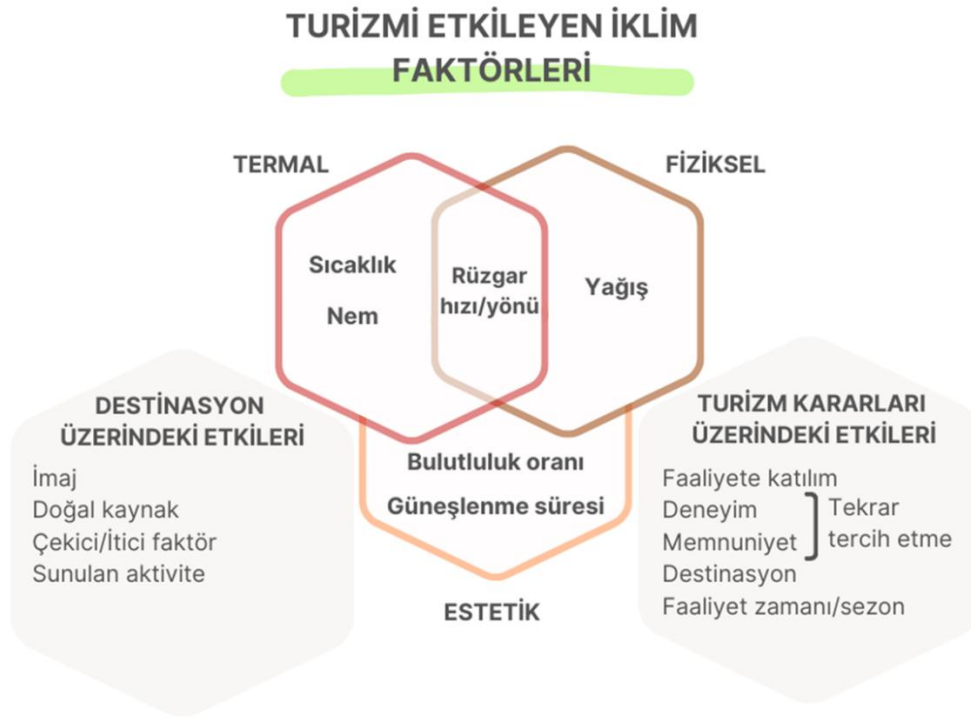 TURİZMİ ETKİLEYEN İKLİM
FAKTÖRLERİ
TERMAL
FİZİKSEL
Sıcaklık
Nem
Rüzgar
hızı/yönü
Yağış
DESTİNASYON
ÜZERİNDEKİ ETKİLERİ
İmaj
Doğal kaynak
Çekici/İtici faktör
Sunulan aktivite
Bulutluluk oranı
Güneşlenme süresi
ESTETİK
TURİZM KARARLARI
ÜZERİNDEKİ ETKİLERİ
Faaliyete katılım
Deneyim
Memnuniyet
Tekrar
tercih etme
Destinasyon
Faaliyet zamanı/sezon